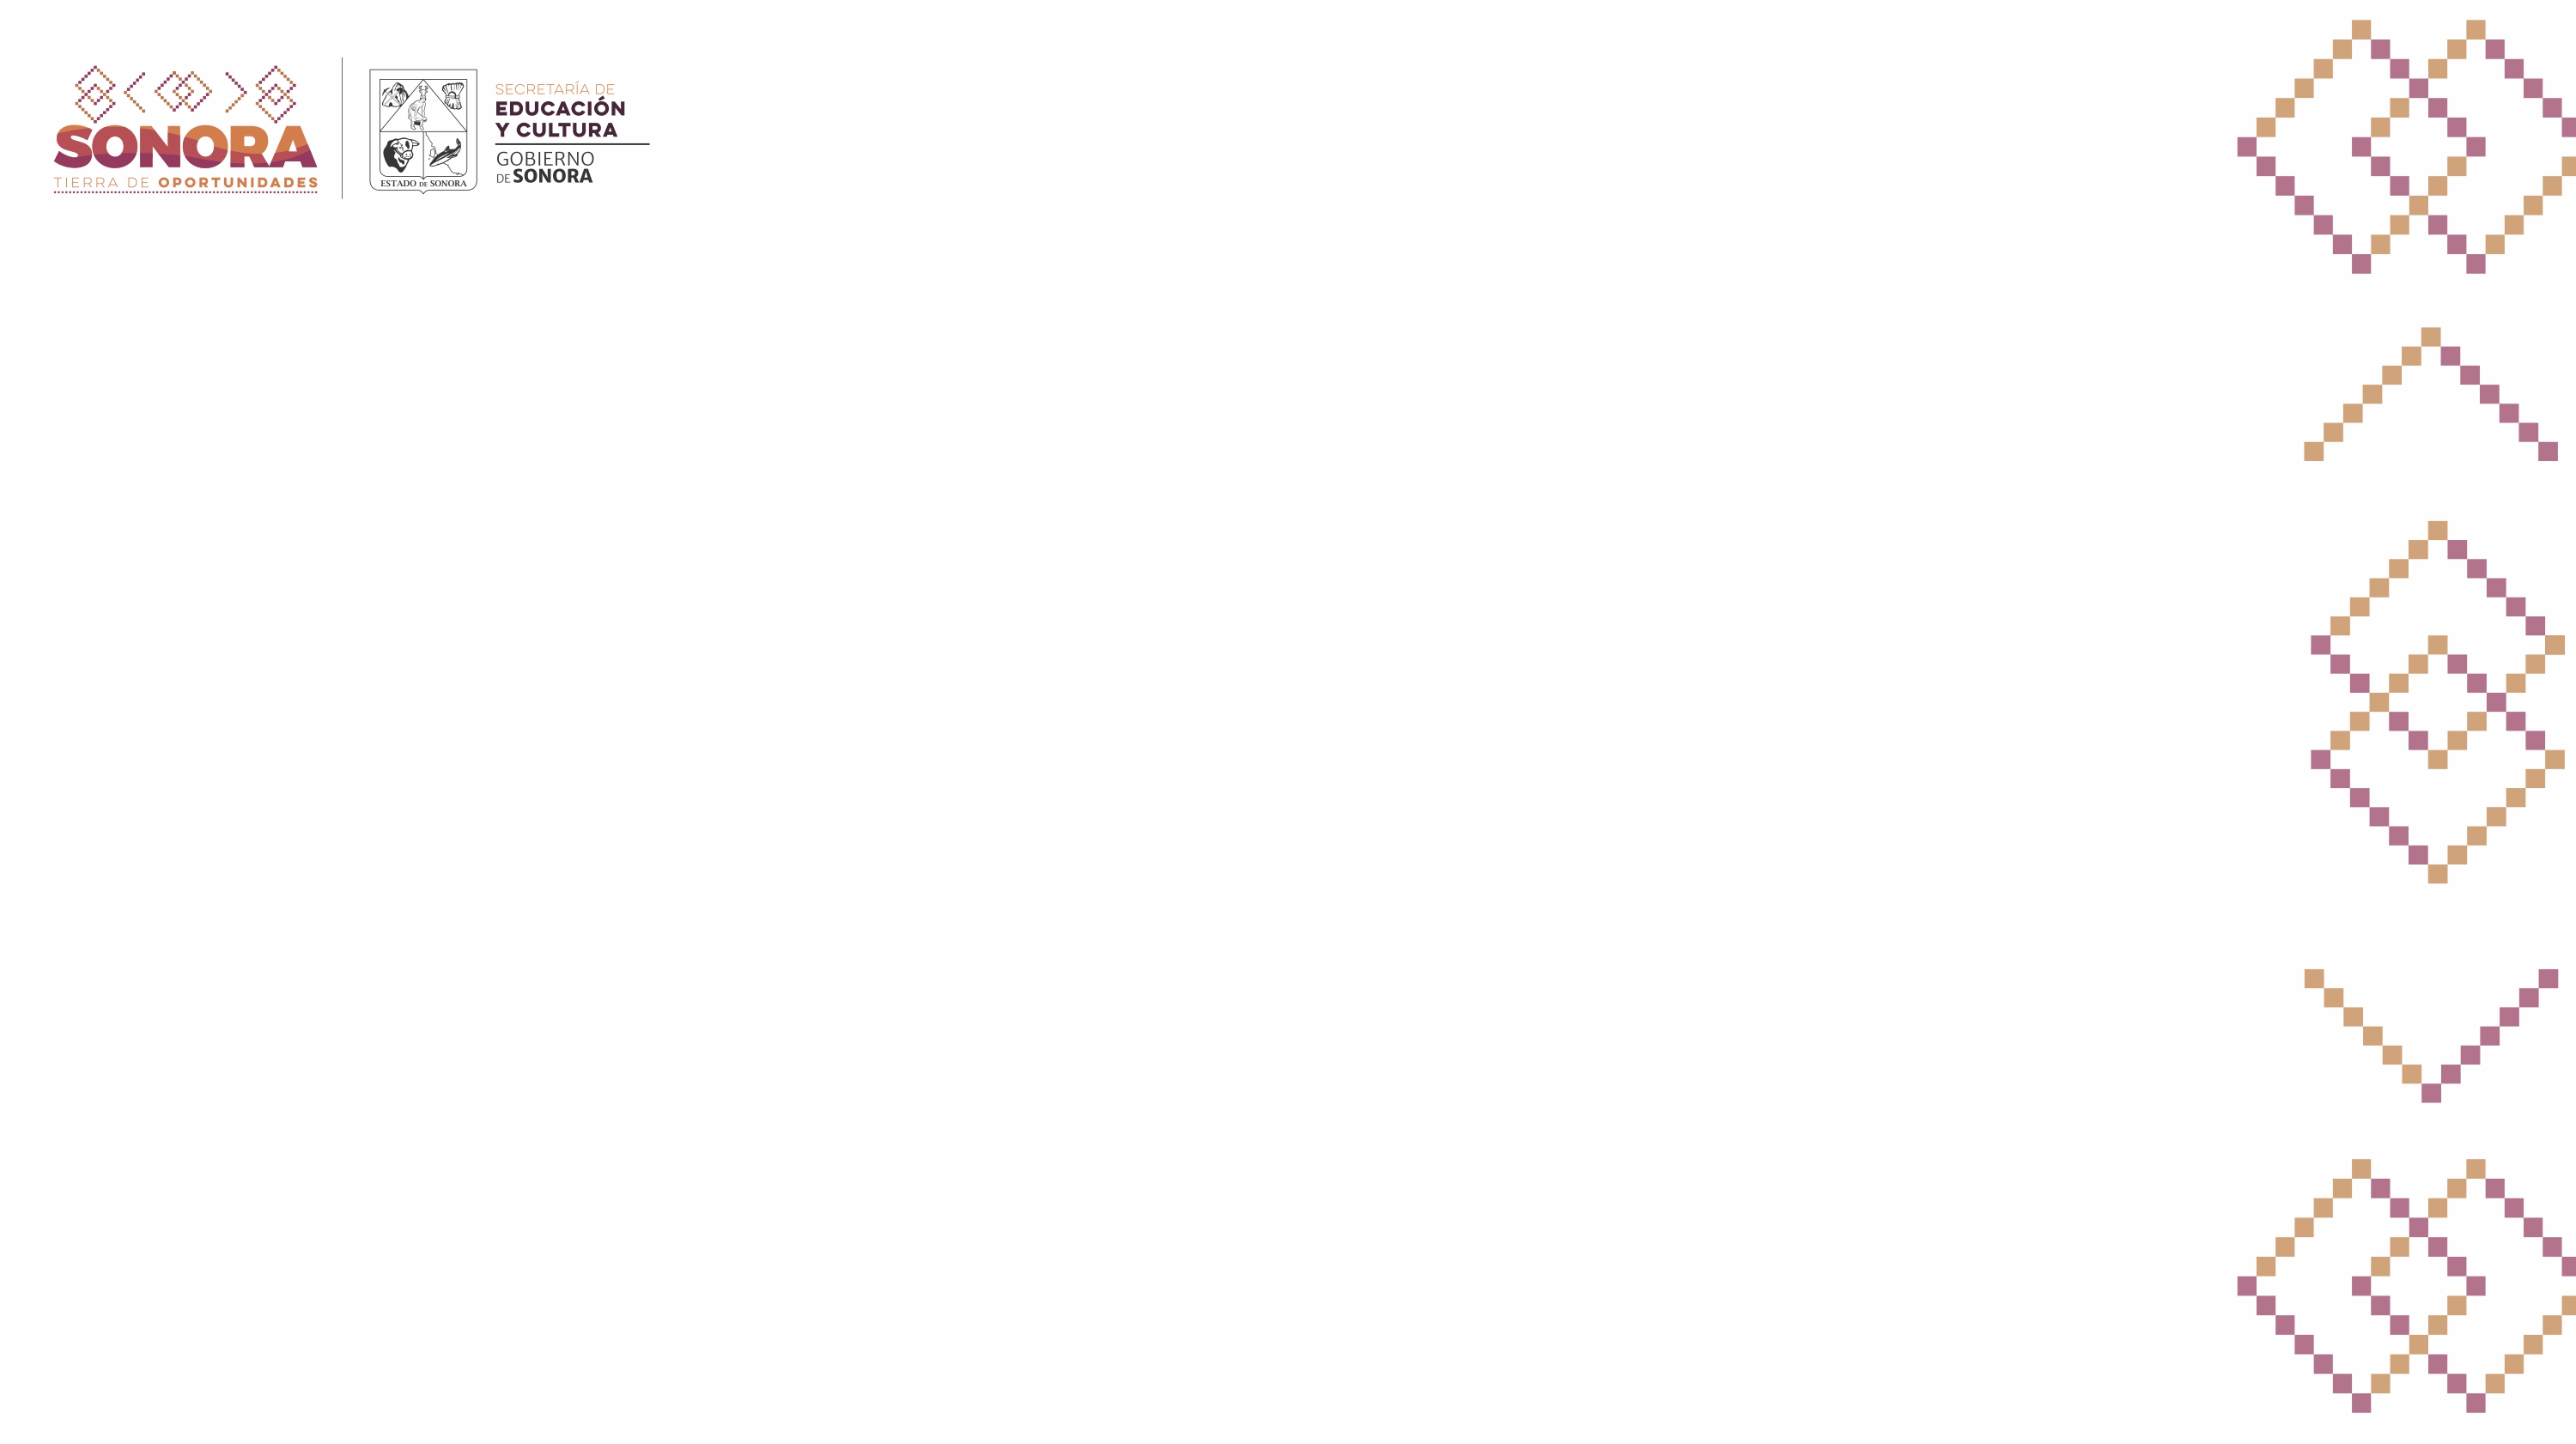 SONORA
TIERRA DE OPORTUNIDADES
ESTADO DE SONORA
SECRETARÍA DE
EDUCACIÓN
Y CULTURA
GOBIERNO
DE SONORA